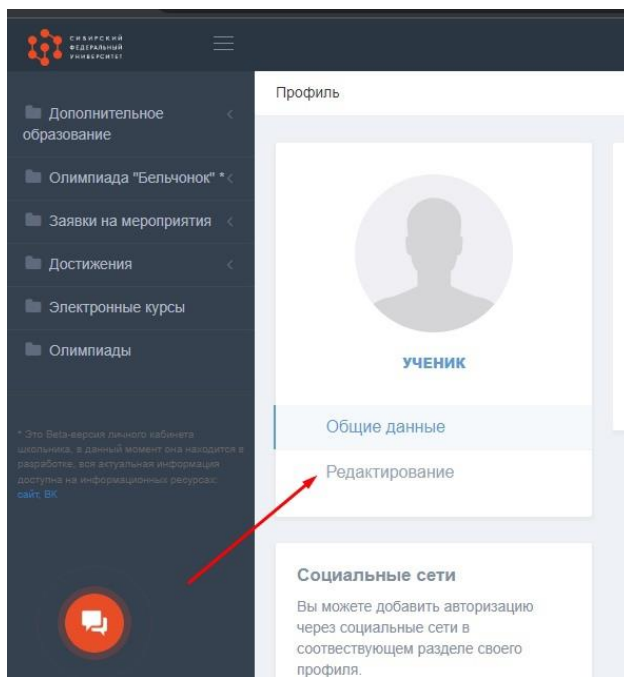 СИБИРСКИЙ
ФЕДЕРАЛЬНЫЙ
УНИВЕРСИТЕТ
Дополнительное
образование
Олимпиада "Бельчонок" *
Заявки на мероприятия
Достижения
Электронные курсы
Олимпиады
* Это Beta-версия личного кабинета
школьника, в данный момент она находится в
разработке, вся актуальная информация
доступна на информационных ресурсах:
сайт, ВК
Профиль
УЧЕНИК
Общие данные
Редактирование
Социальные сети
Вы можете добавить авторизацию
через социальные сети в
соотвествующем разделе своего
профиля.